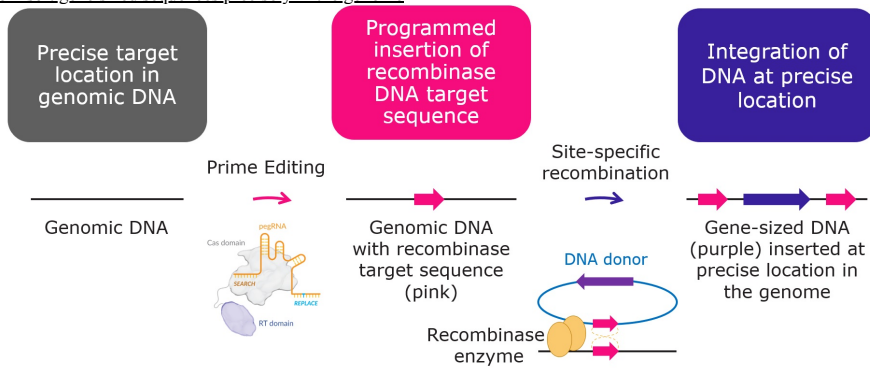 Precise target
location in
genomic DNA
Programmed
insertion of
recombinase
DNA target
sequence
Integration of
DNA at precise
location
Prime Editing
Site-specific
recombination
Genomic DNA
pegRNA
Cas domain
SEARCH
REPLACE
RT domain
Genomic DNA
with recombinase
target sequence
(pink)
DNA donor
Recombinase
enzyme
Gene-sized DNA
(purple) inserted at
precise location in
the genome